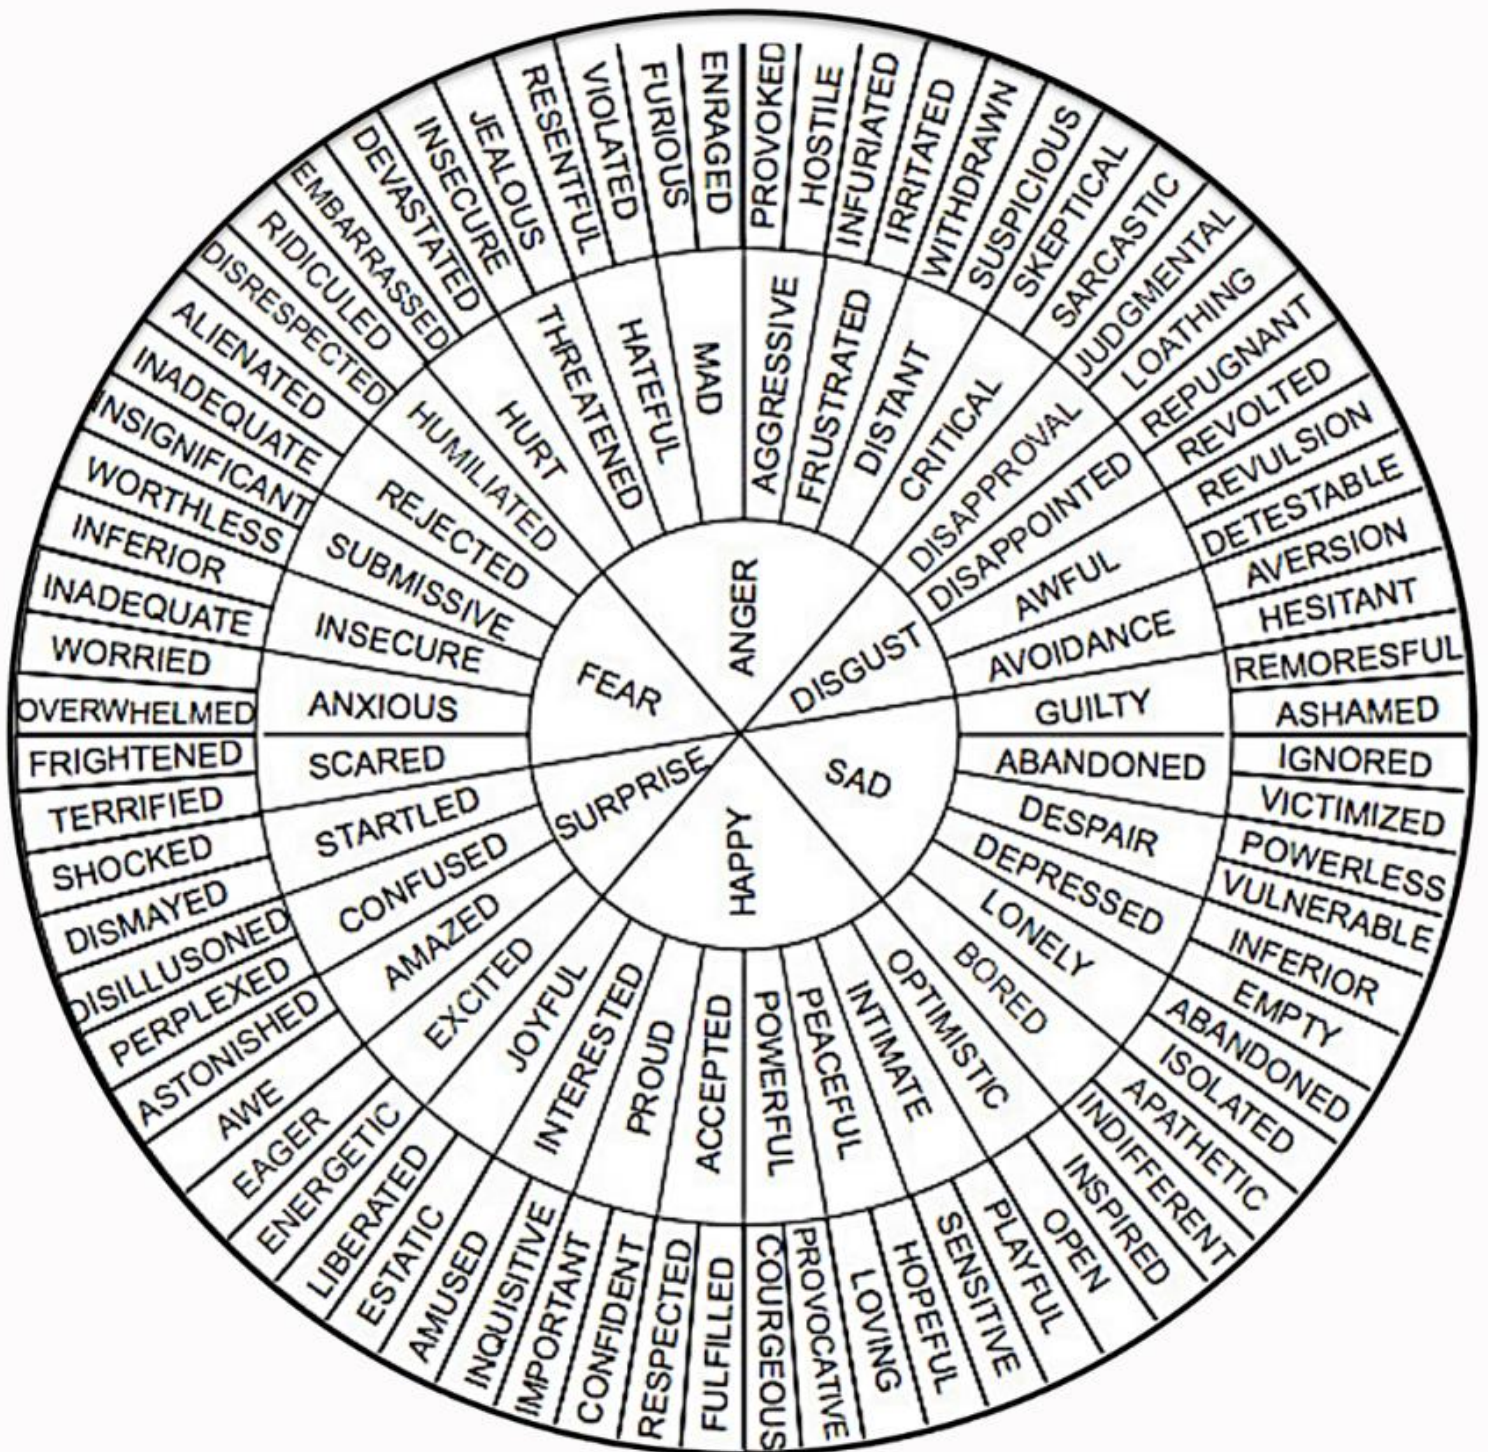 ANGER
DISGUST
SAD
HAPPY
SURPRISE
FEAR
HURT
THREATENED
HATEFUL
MAD
AGGRESSIVE
FRUSTRATED
DISTANT
CRITICAL
DISAPPROVAL
DISAPPOINTED
AWFUL
AVOIDANCE
GUILTY
ABANDONED
DESPAIR
DEPRESSED
LONELY
BORED
OPTIMISTIC
INTIMATE
PEACEFUL
POWERFUL
ACCEPTED
PROUD
INTERESTED
JOYFUL
EXCITED
AMAZED
CONFUSED
STARTLED
SCARED
ANXIOUS
INSECURE
SUBMISSIVE
REJECTED
HUMILIATED
EMBARRASSED
DEVASTATED
INSECURE
JEALOUS
RESENTFUL
VIOLATED
FURIOUS
ENRAGED
PROVOKED
HOSTILE
INFURIATED
IRRITATED
WITHDRAWN
SUSPICIOUS
SKEPTICAL
SARCASTIC
JUDGMENTAL
LOATHING
REPUGNANT
REVOLTED
REVULSION
DETESTABLE
AVERSION
HESITANT
REMORESFUL
ASHAMED
IGNORED
VICTIMIZED
POWERLESS
VULNERABLE
INFERIOR
EMPTY
ABANDONED
ISOLATED
APATHETIC
INDIFFERENT
INSPIRED
OPEN
PLAYFUL
SENSITIVE
HOPEFUL
LOVING
PROVOCATIVE
COURGEOUS
FULFILLED
RESPECTED
CONFIDENT
IMPORTANT
INQUISITIVE
AMUSED
ESTATIC
LIBERATED
ENERGETIC
EAGER
AWE
ASTONISHED
PERPLEXED
DISILLUSONED
DISMAYED
SHOCKED
TERRIFIED
FRIGHTENED
OVERWHELMED
WORRIED
INADEQUATE
INFERIOR
WORTHLESS
INSIGNIFICANT
INADEQUATE
ALIENATED
DISRESPECTED
RIDICULED